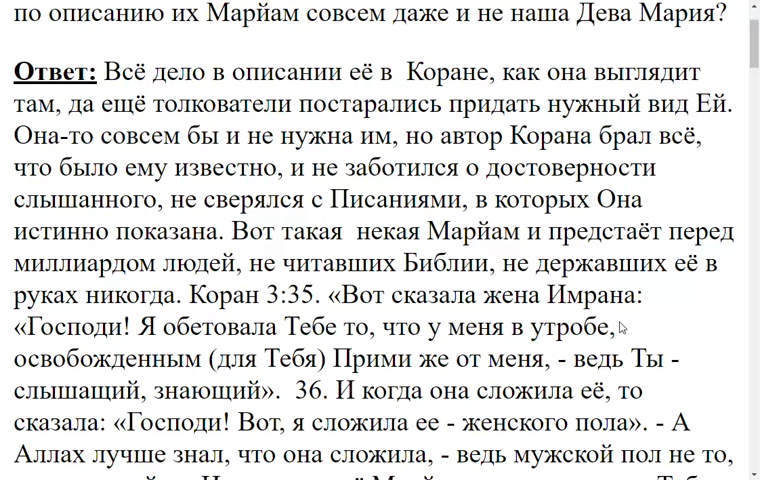 по описанию их Марйам совсем даже и не наша Дева Мария?
Ответ: Всё дело в описании её в Коране, как она выглядит
там, да ещё толкователи постарались придать нужный вид Ей.
Она-то совсем бы и не нужна им, но автор Корана брал всё,
что было ему известно, и не заботился о достоверности
слышанного, не сверялся с Писаниями, в которых Она
истинно показана. Вот такая некая Марйам и предстаёт перед
миллиардом людей, не читавших Библии, не державших её в
руках никогда. Коран 3:35. «Вот сказала жена Имрана:
«Господи! Я обетовала Тебе то, что у меня в утробе,
освобожденным (для Тебя) Прими же от меня, - ведь Ты -
слышащий, знающий». 36. И когда она сложила её, то
сказала: «Господи! Вот, я сложила ее - женского пола». - А
Аллах лучше знал, что она сложила, - ведь мужской пол не то,